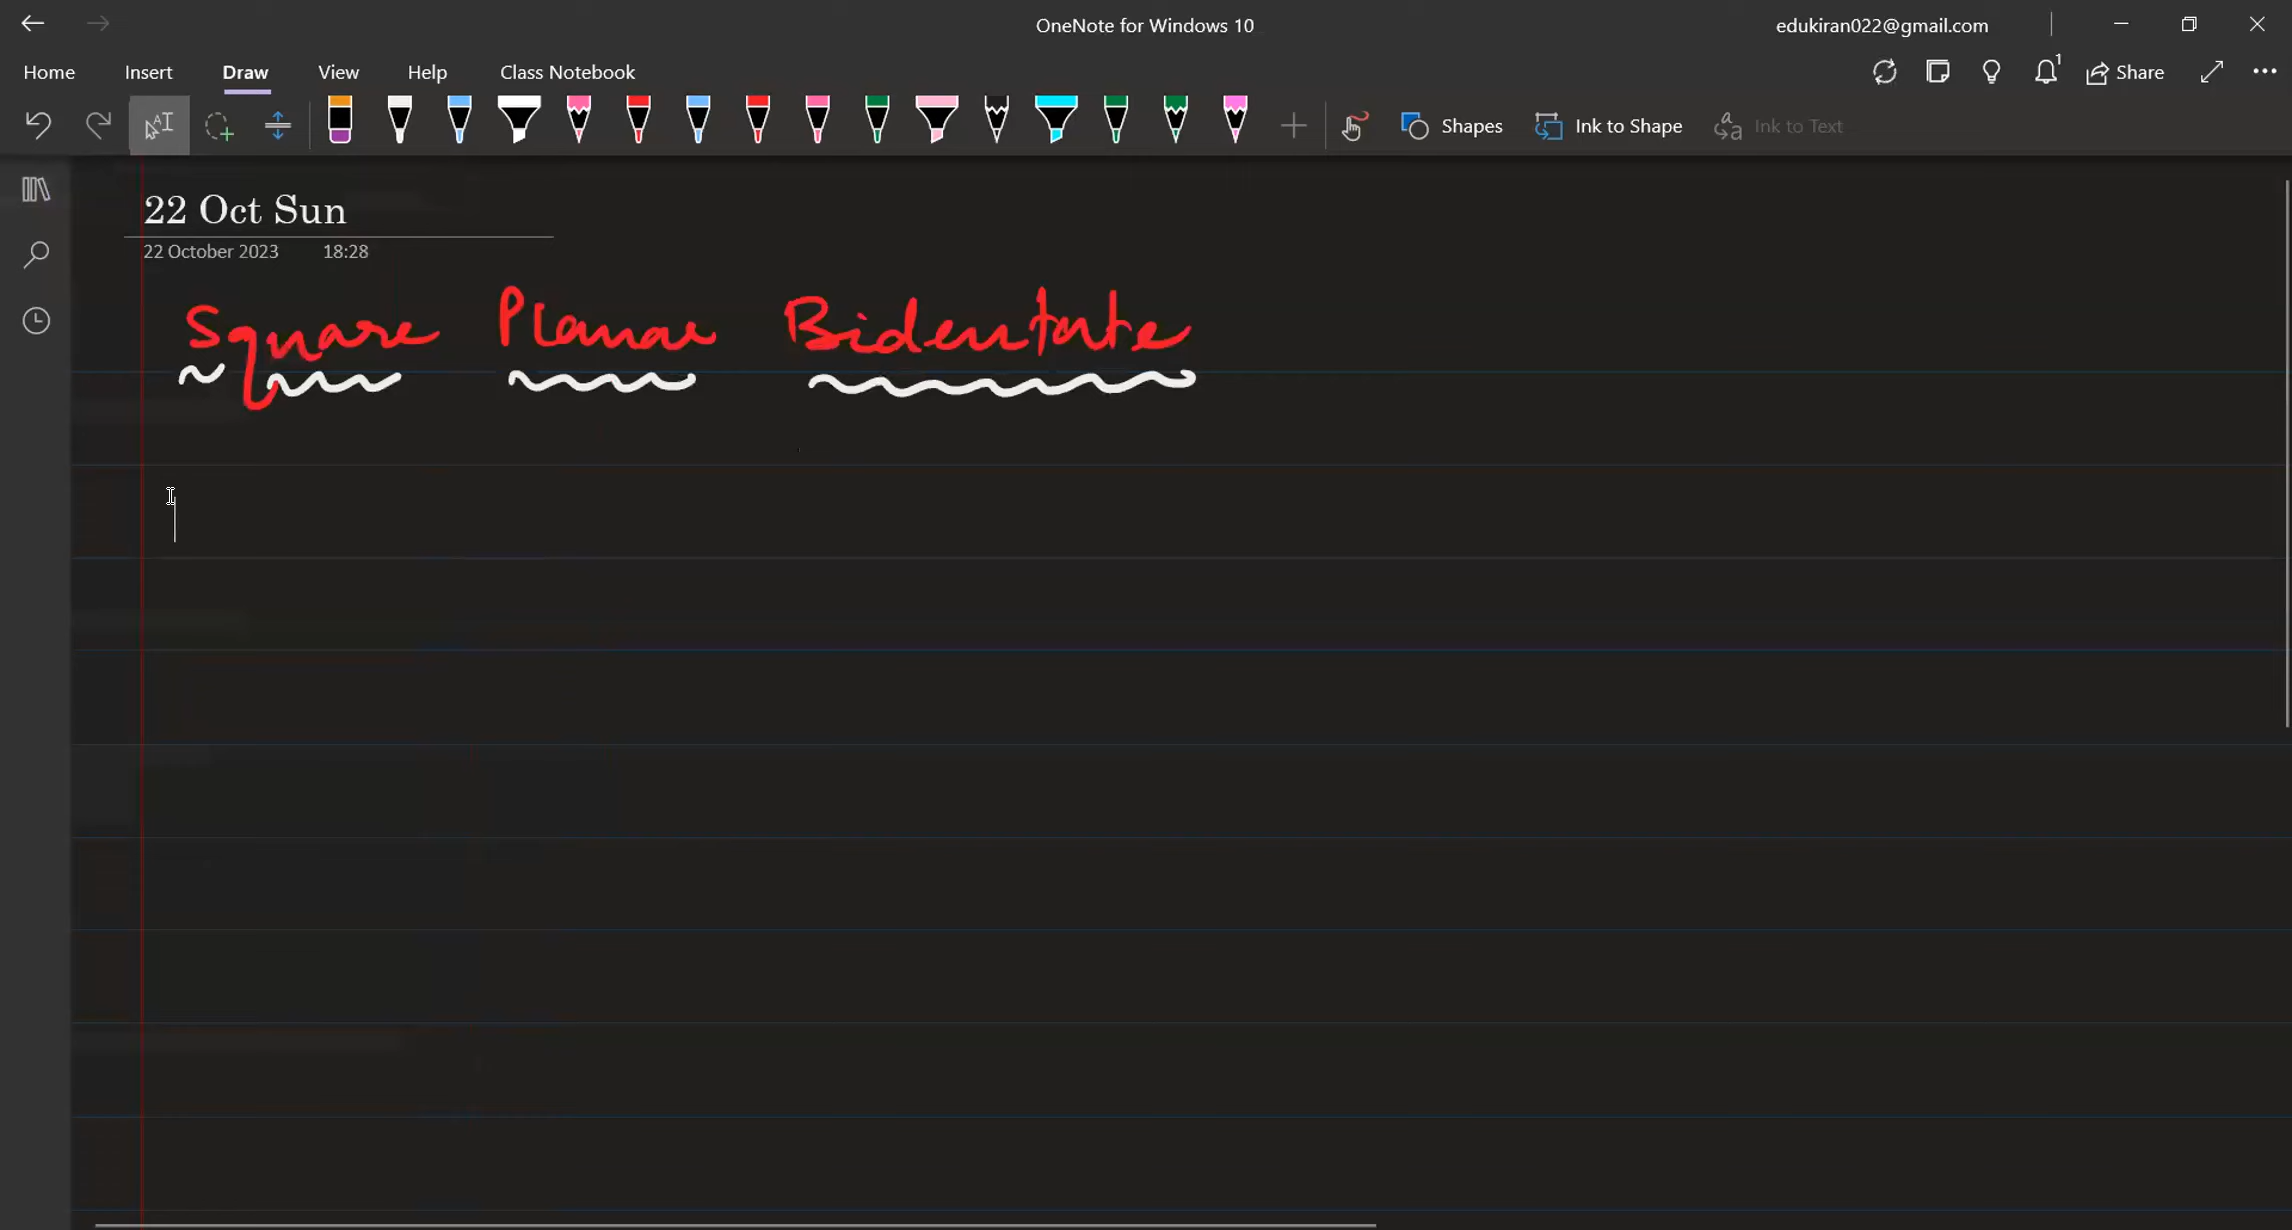 OneNote for Windows 10 edukiran022@gmail.com
Home Insert Draw View Help Class Notebook Share
Shapes Ink to Shape Ink to Text
22 Oct Sun
22 October 2023 18:28
Square Planar Bidentate